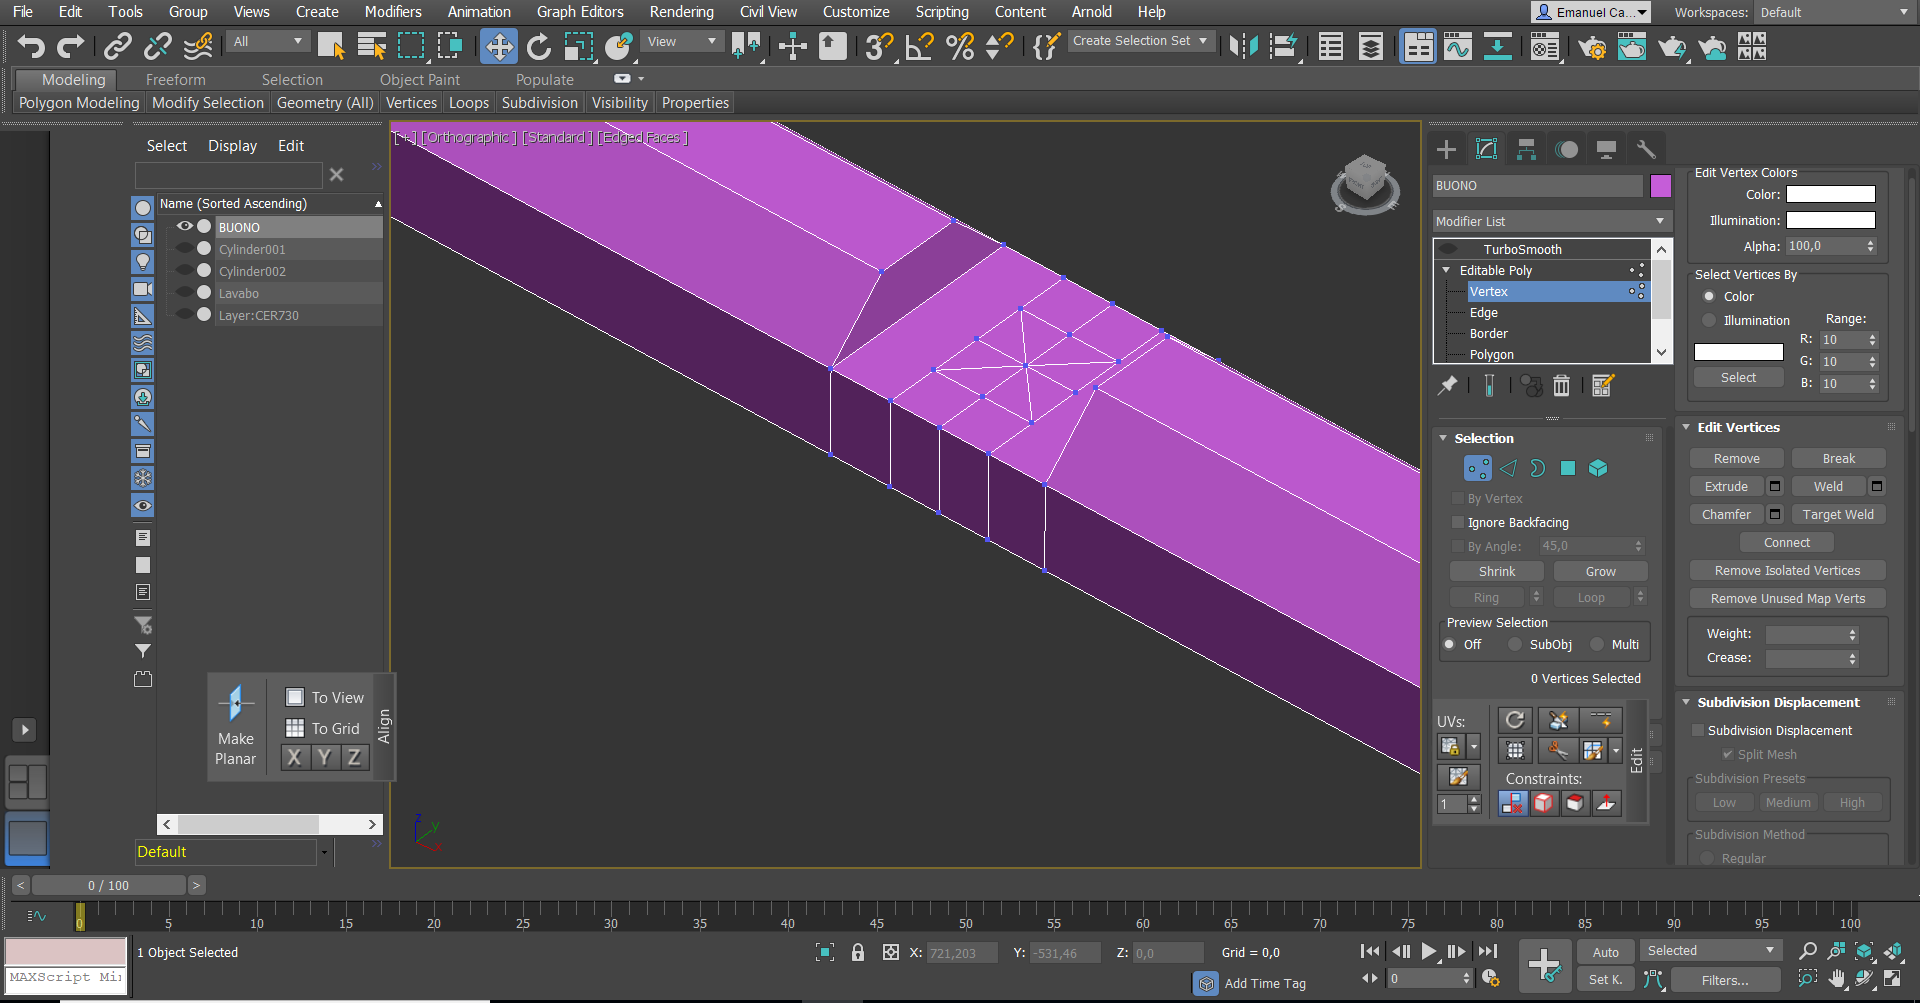 File Edit Tools Group Views Create Modifiers Animation Graph Editors Rendering Civil View Customize Scripting Content Arnold Help Emanuel Ca... Workspaces: Default
All View Create Selection Set
Modeling Freeform Selection Object Paint Populate
Polygon Modeling Modify Selection Geometry (All) Vertices Loops Subdivision Visibility Properties
Select Display Edit
Name (Sorted Ascending)
BUONO
Cylinder001
Cylinder002
Lavabo
Layer:CER730
Make
Planar
To View
To Grid
X Y Z
Align
Default
[+] [Orthographic] [Standard] [Edged Faces]
z
y
x
BUONO
Modifier List
TurboSmooth
Editable Poly
Vertex
Edge
Border
Polygon
Selection
By Vertex
Ignore Backfacing
By Angle: 45,0
Shrink Grow
Ring Loop
Preview Selection
Off SubObj Multi
0 Vertices Selected
UVs:
1
Constraints:
Edit
Edit Vertex Colors
Color:
Illumination:
Alpha: 100,0
Select Vertices By
Color
Illumination Range:
R: 10
G: 10
Select B: 10
Edit Vertices
Remove Break
Extrude Weld
Chamfer Target Weld
Connect
Remove Isolated Vertices
Remove Unused Map Verts
Weight:
Crease:
Subdivision Displacement
Subdivision Displacement
Split Mesh
Subdivision Presets
Low Medium High
Subdivision Method
Regular
< 0 / 100 >
0 5 10 15 20 25 30 35 40 45 50 55 60 65 70 75 80 85 90 95 100
1 Object Selected X: 721,203 Y: -531,46 Z: 0,0 Grid = 0,0 Auto Selected
MAXScript Mi
Add Time Tag 0 Set K. Filters...